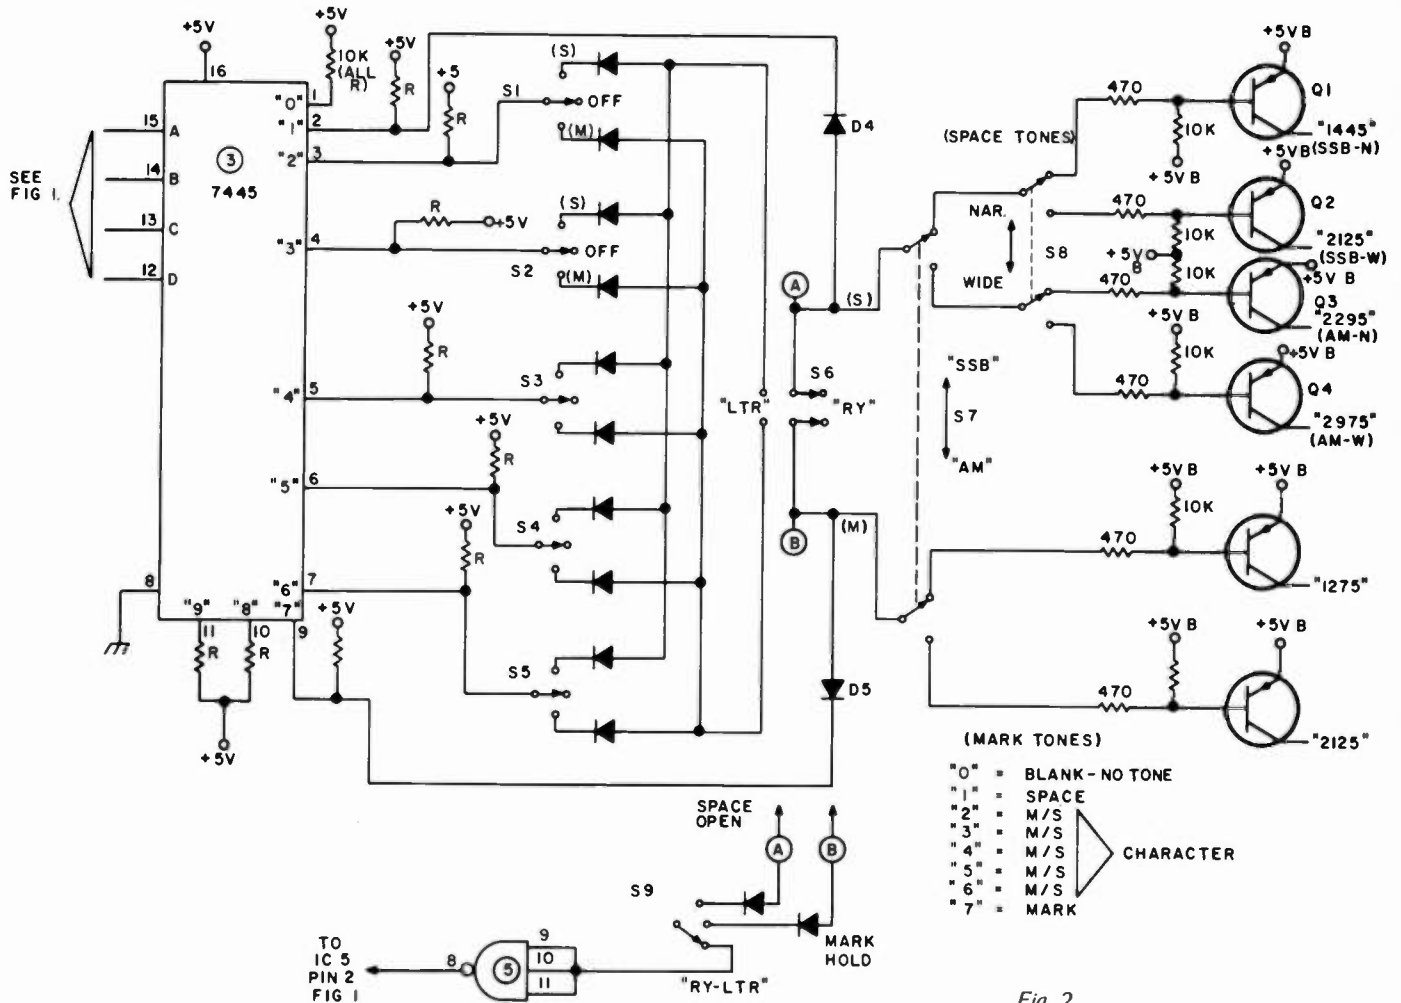 +5V
+5V
16
10K
(ALL
R)
+5V
R
+5
R
"0" 1
"1" 2
"2" 3
S1
(S)
OFF
(M)
15 A
14 B
13 C
12 D
SEE
FIG 1.
3
7445
"3" 4
R
+5V
S2
(S)
OFF
(M)
+5V
R
"4" 5
S3
+5V
R
"5" 6
S4
+5V
R
"6" 7
S5
8
"9"
"8"
"7"
11
10
9
R
R
+5V
+5V
"LTR"
S6
"RY"
A
B
(S)
(M)
D4
D5
(SPACE TONES)
NAR.
WIDE
S8
"SSB"
S7
"AM"
470
10K
+5V B
+5V B
Q1
"1445"
(SSB-N)
470
10K
+5V B
Q2
"2125"
(SSB-W)
+5V
B
470
10K
+5V B
Q3
"2295"
(AM-N)
+5V B
10K
470
+5V B
Q4
"2975"
(AM-W)
+5V B
10K
470
+5V B
"1275"
+5V B
470
+5V B
"2125"
(MARK TONES)
"0" = BLANK-NO TONE
"1" = SPACE
"2" = M/S
"3" = M/S
"4" = M/S
"5" = M/S
"6" = M/S
"7" = MARK
CHARACTER
SPACE
OPEN
A
B
S9
MARK
HOLD
"RY-LTR"
9
10
11
5
8
TO
IC 5
PIN 2
FIG 1
Fig. 2